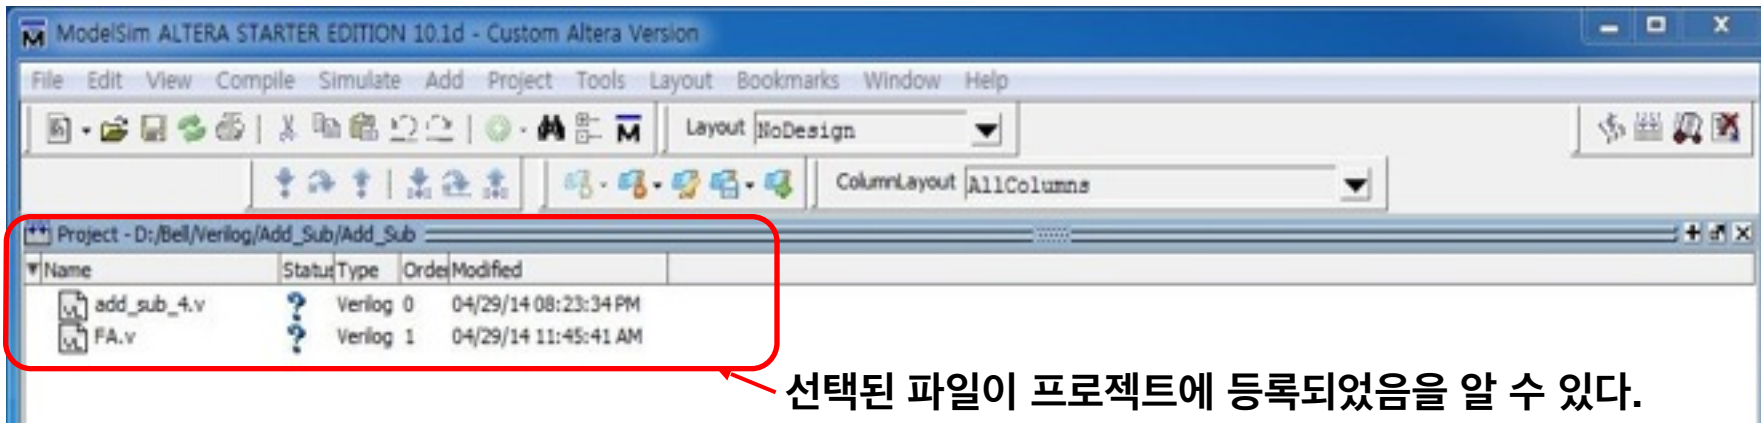 ModelSim ALTERA STARTER EDITION 10.1d - Custom Altera Version
File Edit View Compile Simulate Add Project Tools Layout Bookmarks Window Help
Layout NoDesign
ColumnLayout AllColumns
Project - D:/Bell/Verilog/Add_Sub/Add_Sub
Name Status Type Order Modified
add_sub_4.v ? Verilog 0 04/29/14 08:23:34 PM
FA.v ? Verilog 1 04/29/14 11:45:41 AM
선택된 파일이 프로젝트에 등록되었음을 알 수 있다.